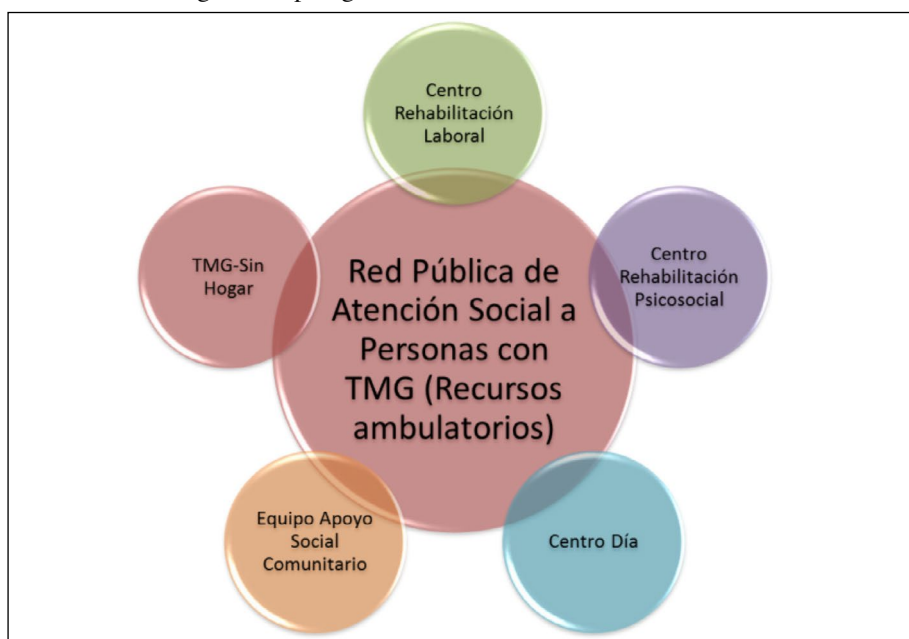 Centro
Rehabilitación
Laboral
TMG-Sin
Hogar
Red Pública de
Atención Social a
Personas con
TMG (Recursos
ambulatorios)
Centro
Rehabilitación
Psicosocial
Equipo Apoyo
Social
Comunitario
Centro Día